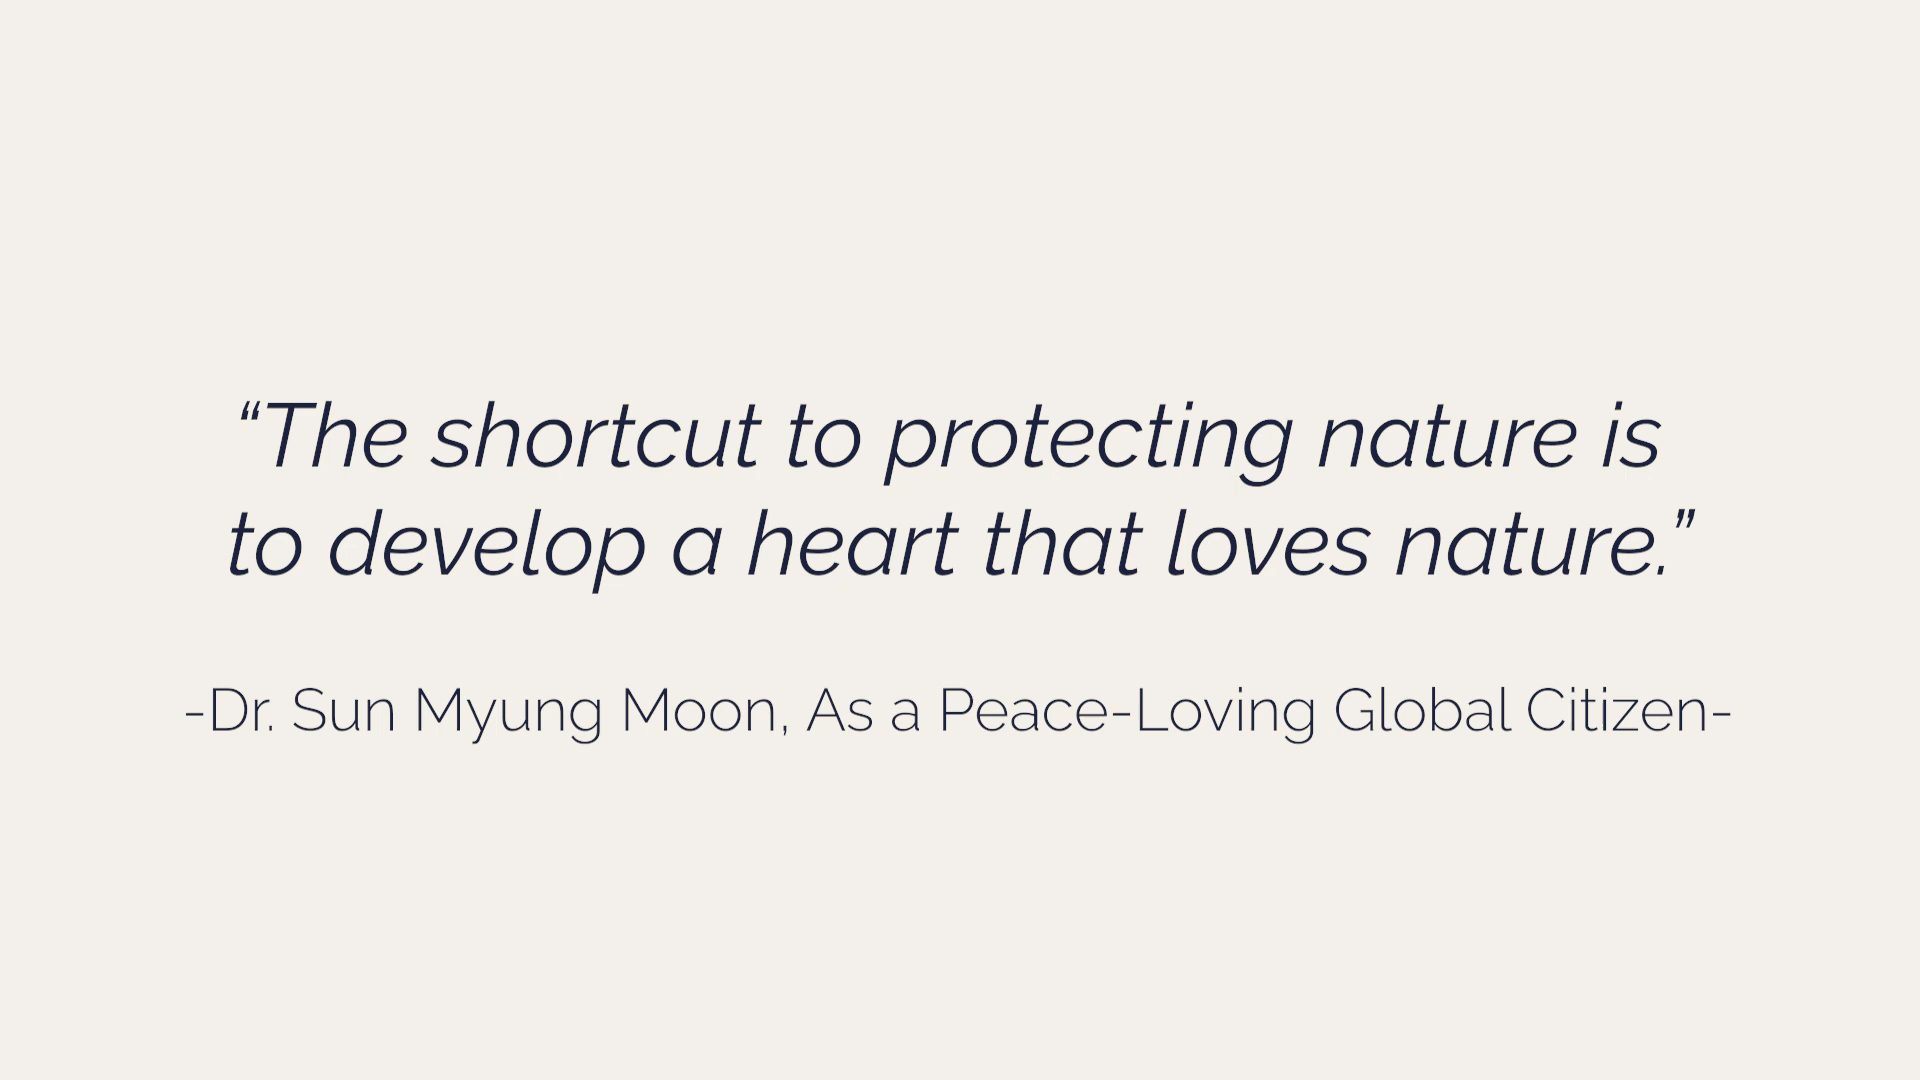 “The shortcut to protecting nature is
to develop a heart that loves nature.”
-Dr. Sun Myung Moon, As a Peace-Loving Global Citizen-